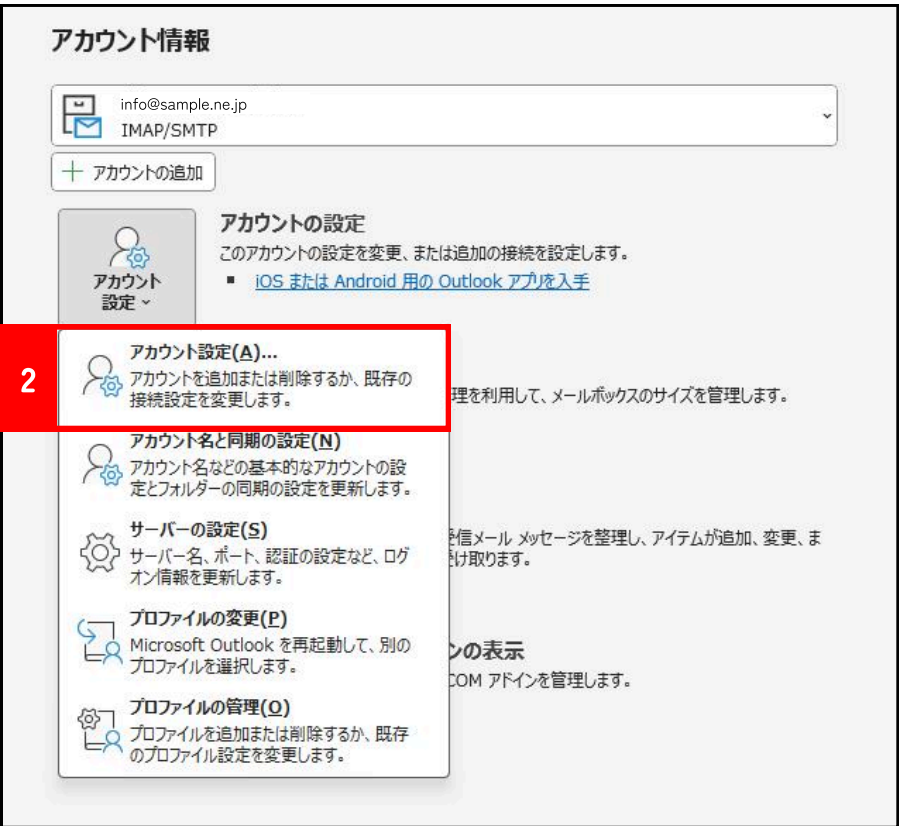 アカウント情報
info@sample.ne.jp
IMAP/SMTP
アカウントの追加
アカウントの設定
このアカウントの設定を変更、または追加の接続を設定します。
iOS または Android 用の Outlook アプリを入手
アカウント
設定
2
アカウント設定(A)...
アカウントを追加または削除するか、既存の
接続設定を変更します。
理を利用して、メールボックスのサイズを管理します。
アカウント名と同期の設定(N)
アカウント名などの基本的なアカウントの設
定とフォルダーの同期の設定を更新します。
サーバーの設定(S)
サーバー名、ポート、認証の設定など、ログ
オン情報を更新します。
受信メール メッセージを整理し、アイテムが追加、変更、ま
け取ります。
プロファイルの変更(P)
Microsoft Outlook を再起動して、別の
プロファイルを選択します。
ンの表示
COM アドインを管理します。
プロファイルの管理(O)
プロファイルを追加または削除するか、既存
のプロファイル設定を変更します。